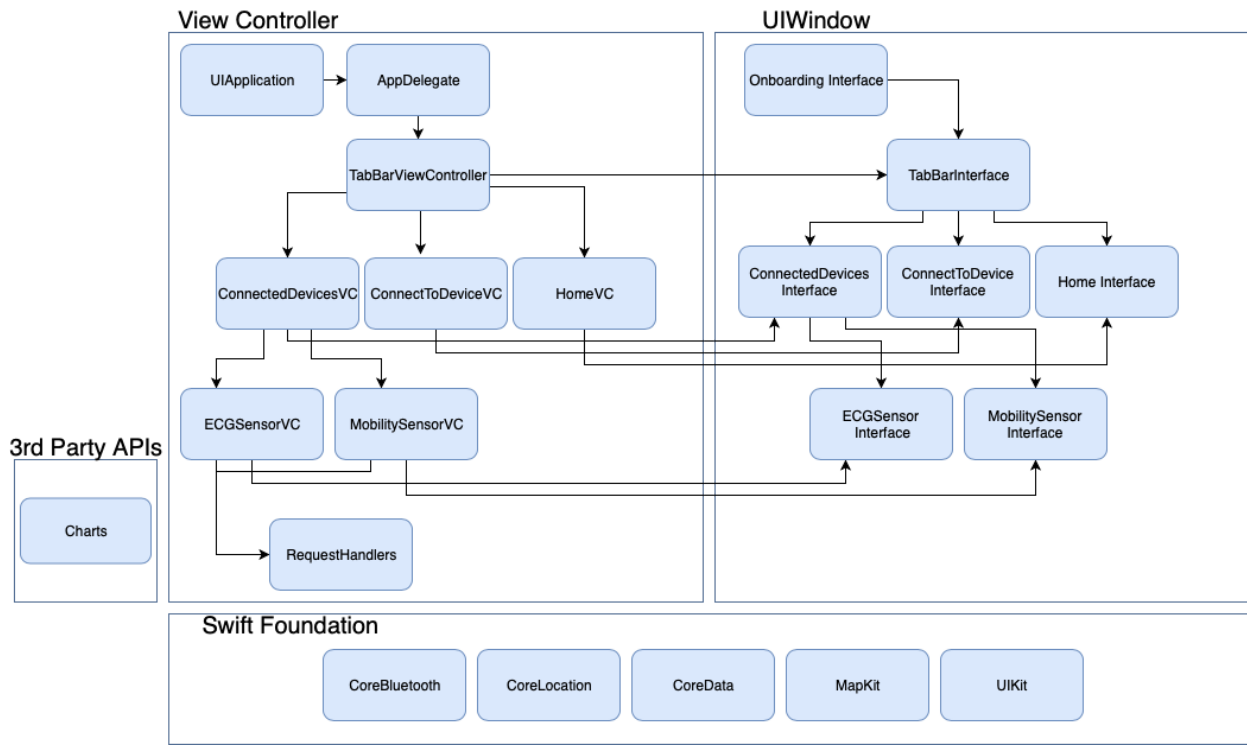 View Controller
UIWindow
UIApplication
AppDelegate
Onboarding Interface
TabBarViewController
TabBarInterface
ConnectedDevicesVC
ConnectToDeviceVC
HomeVC
ConnectedDevices
Interface
ConnectToDevice
Interface
Home Interface
ECGSensorVC
MobilitySensorVC
ECGSensor
Interface
MobilitySensor
Interface
3rd Party APIs
Charts
RequestHandlers
Swift Foundation
CoreBluetooth
CoreLocation
CoreData
MapKit
UIKit